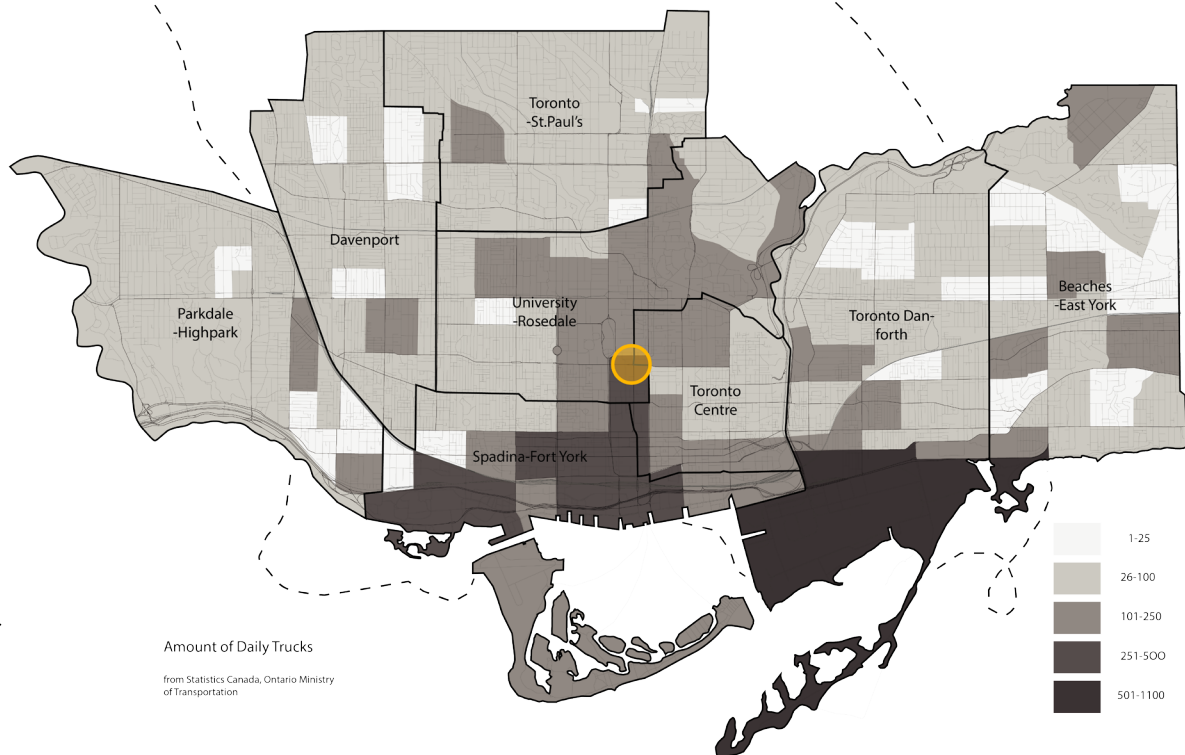 Toronto
-St.Paul's
Davenport
Parkdale
-Highpark
University
-Rosedale
Toronto Dan-
forth
Beaches
-East York
Toronto
Centre
Spadina-Fort York
1-25
26-100
101-250
251-5OO
501-1100
Amount of Daily Trucks
from Statistics Canada, Ontario Ministry
of Transportation